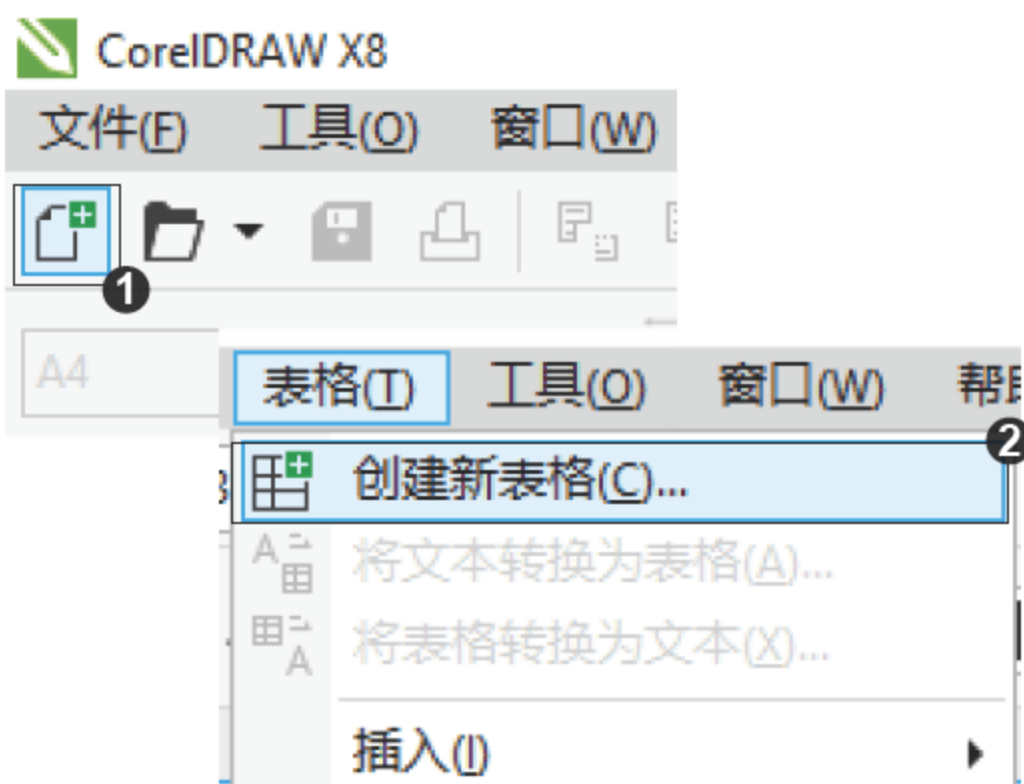 CorelDRAW X8
文件(F) 工具(O) 窗口(W)
1
A4
表格(T) 工具(O) 窗口(W)
2
创建新表格(C)...
将文本转换为表格(A)...
将表格转换为文本(X)...
插入(I)